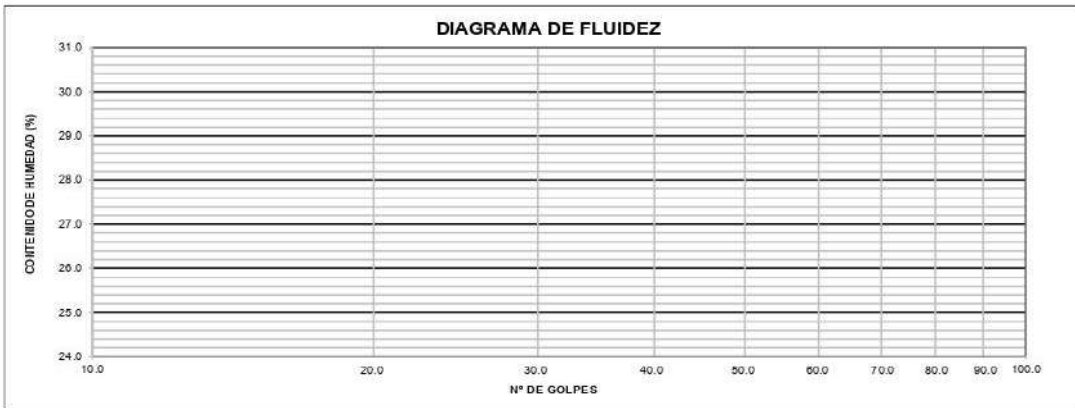 DIAGRAMA DE FLUIDEZ
31.0
30.0
29.0
28.0
27.0
26.0
25.0
24.0
CONTENIDO DE HUMEDAD (%)
10.0 20.0 30.0 40.0 50.0 60.0 70.0 80.0 90.0 100.0
Nº DE GOLPES